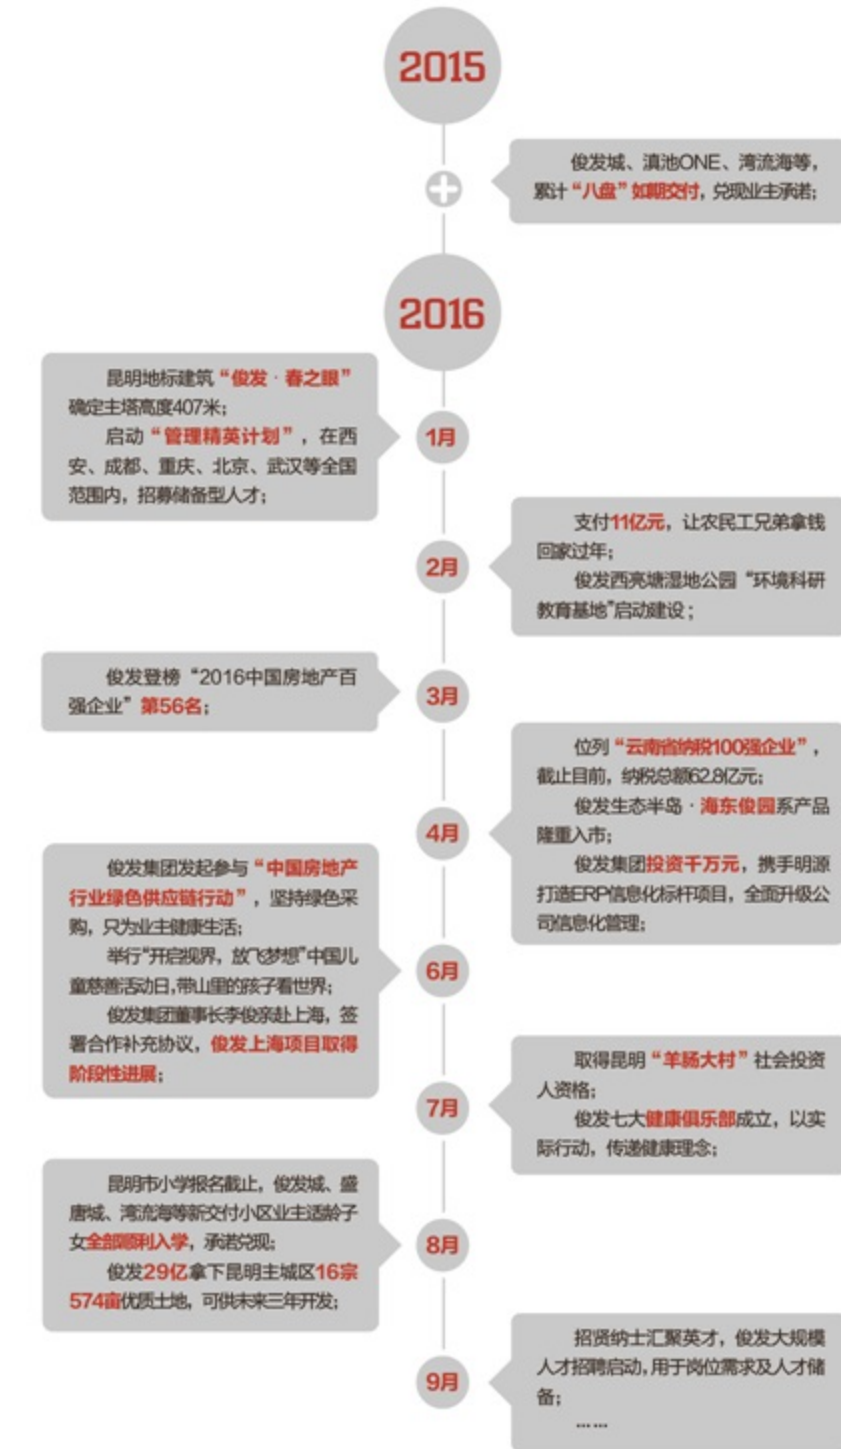 2015
俊发城、滇池ONE、湾流海等，
累计“八盘”如期交付，兑现业主承诺；
2016
昆明地标建筑“俊发·春之眼”
确定主塔高度407米；
启动“管理精英计划”，在西
安、成都、重庆、北京、武汉等全国
范围内，招募储备型人才；
1月
支付11亿元，让农民工兄弟拿钱
回家过年；
俊发西亮塘湿地公园“环境科研
教育基地”启动建设；
2月
俊发登榜“2016中国房地产百
强企业”第56名；
3月
位列“云南省纳税100强企业”，
截止目前，纳税总额62.8亿元；
俊发生态半岛·海东俊园系产品
隆重入市；
俊发集团投资千万元，携手明源
打造ERP信息化标杆项目，全面升级公
司信息化管理；
4月
俊发集团发起参与“中国房地产
行业绿色供应链行动”，坚持绿色采
购，只为业主健康生活；
举行“开启视界，放飞梦想”中国儿
童慈善活动日，带山里的孩子看世界；
俊发集团董事长李俊亲赴上海，签
署合作补充协议，俊发上海项目取得
阶段性进展；
6月
取得昆明“羊肠大村”社会投资
人资格；
俊发七大健康俱乐部成立，以实
际行动，传递健康理念；
7月
昆明市小学报名截止，俊发城、盛
唐城、湾流海等新交付小区业主适龄子
女全部顺利入学，承诺兑现；
俊发29亿拿下昆明主城区16宗
574亩优质土地，可供未来三年开发；
8月
招贤纳士汇聚英才，俊发大规模
人才招聘启动，用于岗位需求及人才储
备；
……
9月